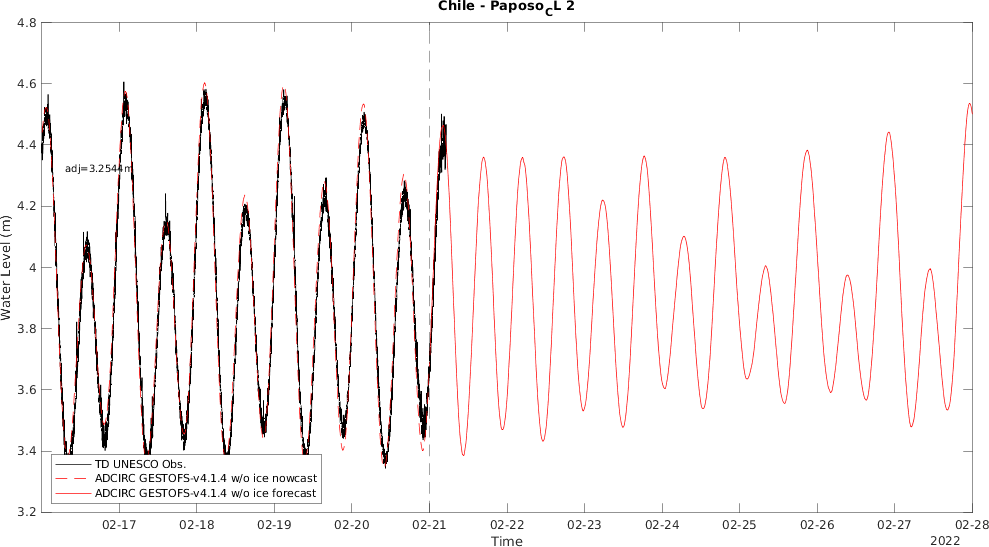 Chile - Paposo_CL 2
4.8
4.6
4.4
4.2
4
3.8
3.6
3.4
3.2
Water Level (m)
adj=3.2544m
TD UNESCO Obs.
ADCIRC GESTOFS-v4.1.4 w/o ice nowcast
ADCIRC GESTOFS-v4.1.4 w/o ice forecast
02-17 02-18 02-19 02-20 02-21 02-22 02-23 02-24 02-25 02-26 02-27 02-28
Time
2022